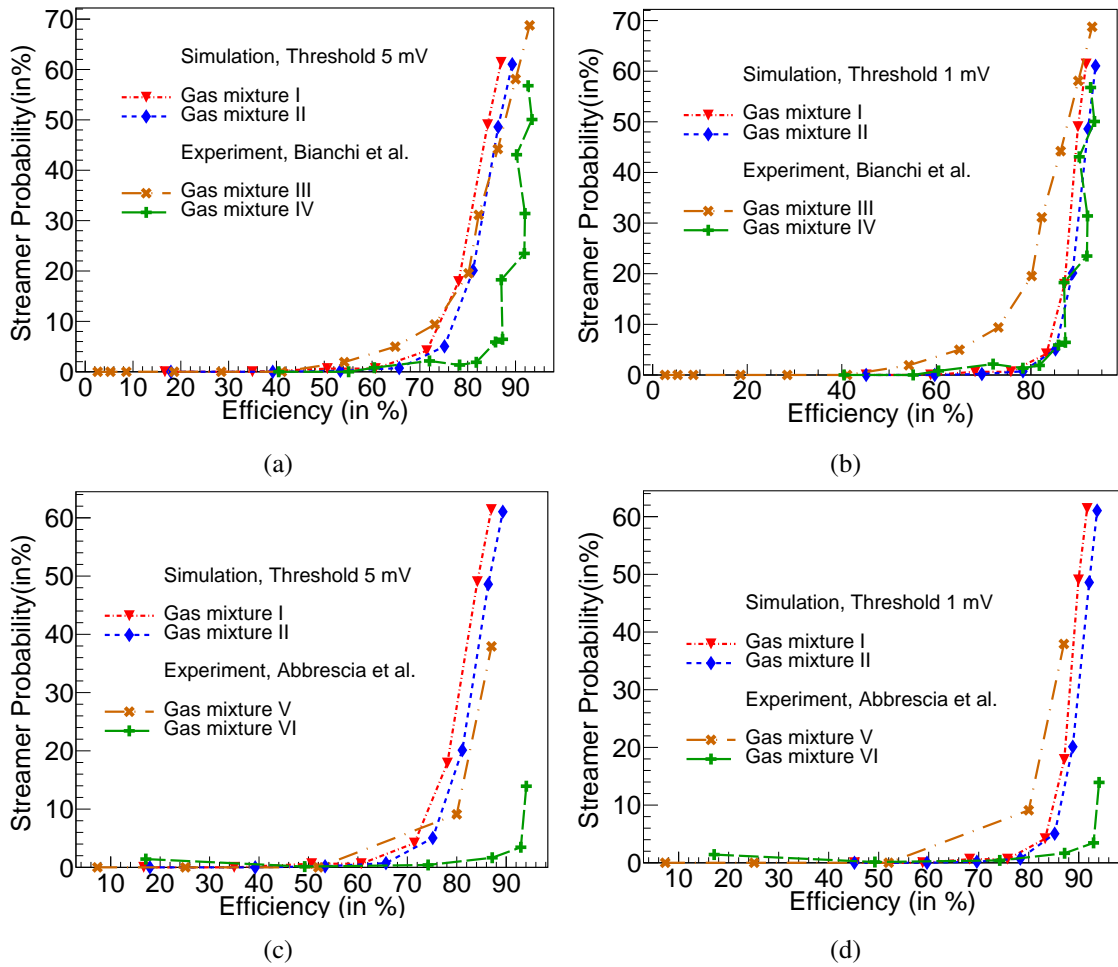 Streamer Probability(in%)
70
60
50
40
30
20
10
0
Simulation, Threshold 5 mV
Gas mixture I
Gas mixture II
Experiment, Bianchi et al.
Gas mixture III
Gas mixture IV
0 10 20 30 40 50 60 70 80 90
Efficiency (in %)
(a)
Streamer Probability(in%)
70
60
50
40
30
20
10
0
Simulation, Threshold 1 mV
Gas mixture I
Gas mixture II
Experiment, Bianchi et al.
Gas mixture III
Gas mixture IV
0 20 40 60 80
Efficiency (in %)
(b)
Streamer Probability(in%)
60
50
40
30
20
10
0
Simulation, Threshold 5 mV
Gas mixture I
Gas mixture II
Experiment, Abbrescia et al.
Gas mixture V
Gas mixture VI
10 20 30 40 50 60 70 80 90
Efficiency (in %)
(c)
Streamer Probability(in%)
60
50
40
30
20
10
0
Simulation, Threshold 1 mV
Gas mixture I
Gas mixture II
Experiment, Abbrescia et al.
Gas mixture V
Gas mixture VI
10 20 30 40 50 60 70 80 90
Efficiency (in %)
(d)